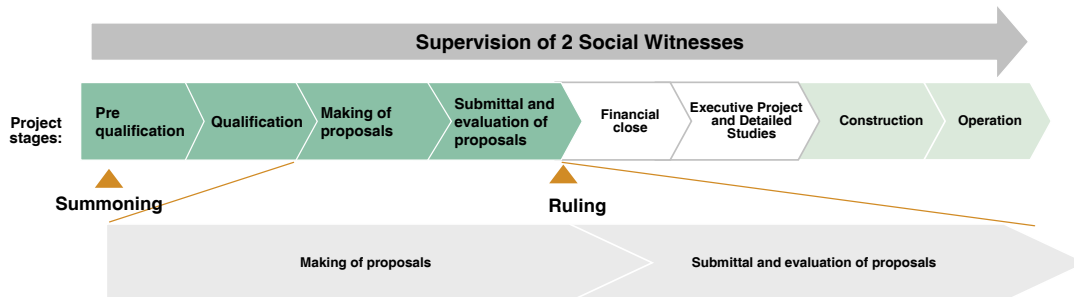 Supervision of 2 Social Witnesses
Project
stages:
Pre
qualification
Qualification
Making of
proposals
Submittal and
evaluation of
proposals
Financial
close
Executive Project
and Detailed
Studies
Construction
Operation
Summoning
Ruling
Making of proposals
Submittal and evaluation of proposals